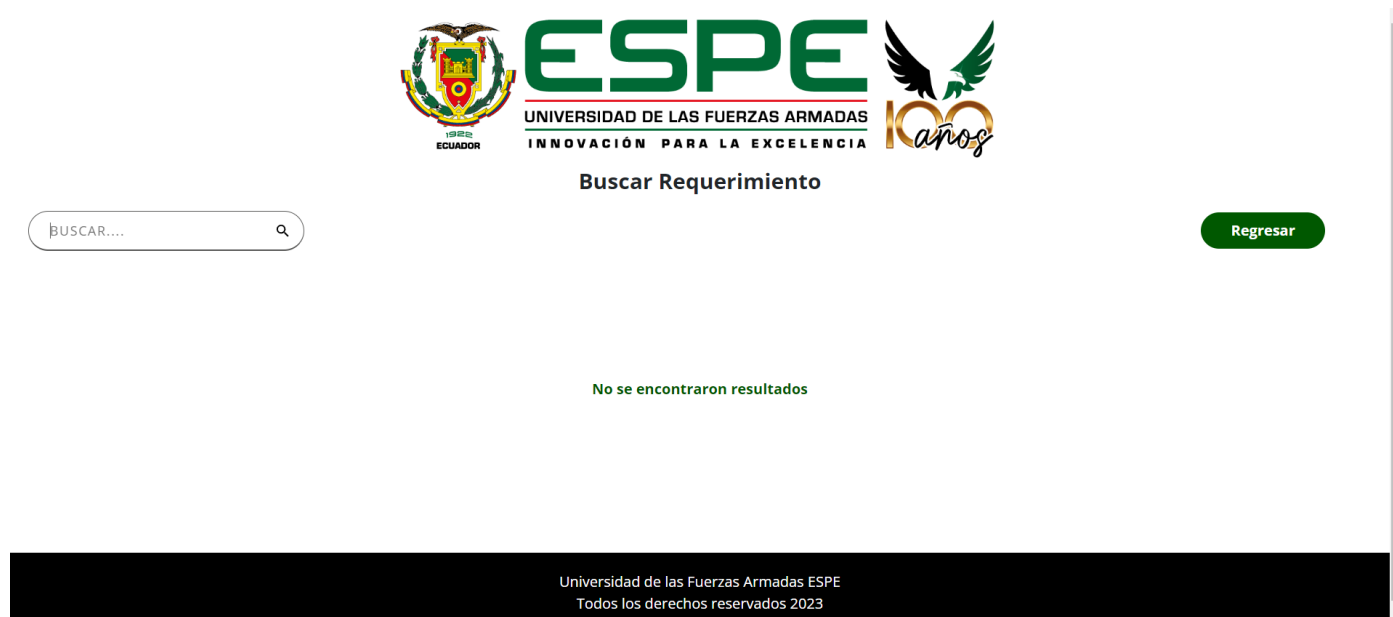 ESPE
UNIVERSIDAD DE LAS FUERZAS ARMADAS
INNOVACIÓN PARA LA EXCELENCIA
1922
ECUADOR
100
años
Buscar Requerimiento
BUSCAR....
Regresar
No se encontraron resultados
Universidad de las Fuerzas Armadas ESPE
Todos los derechos reservados 2023